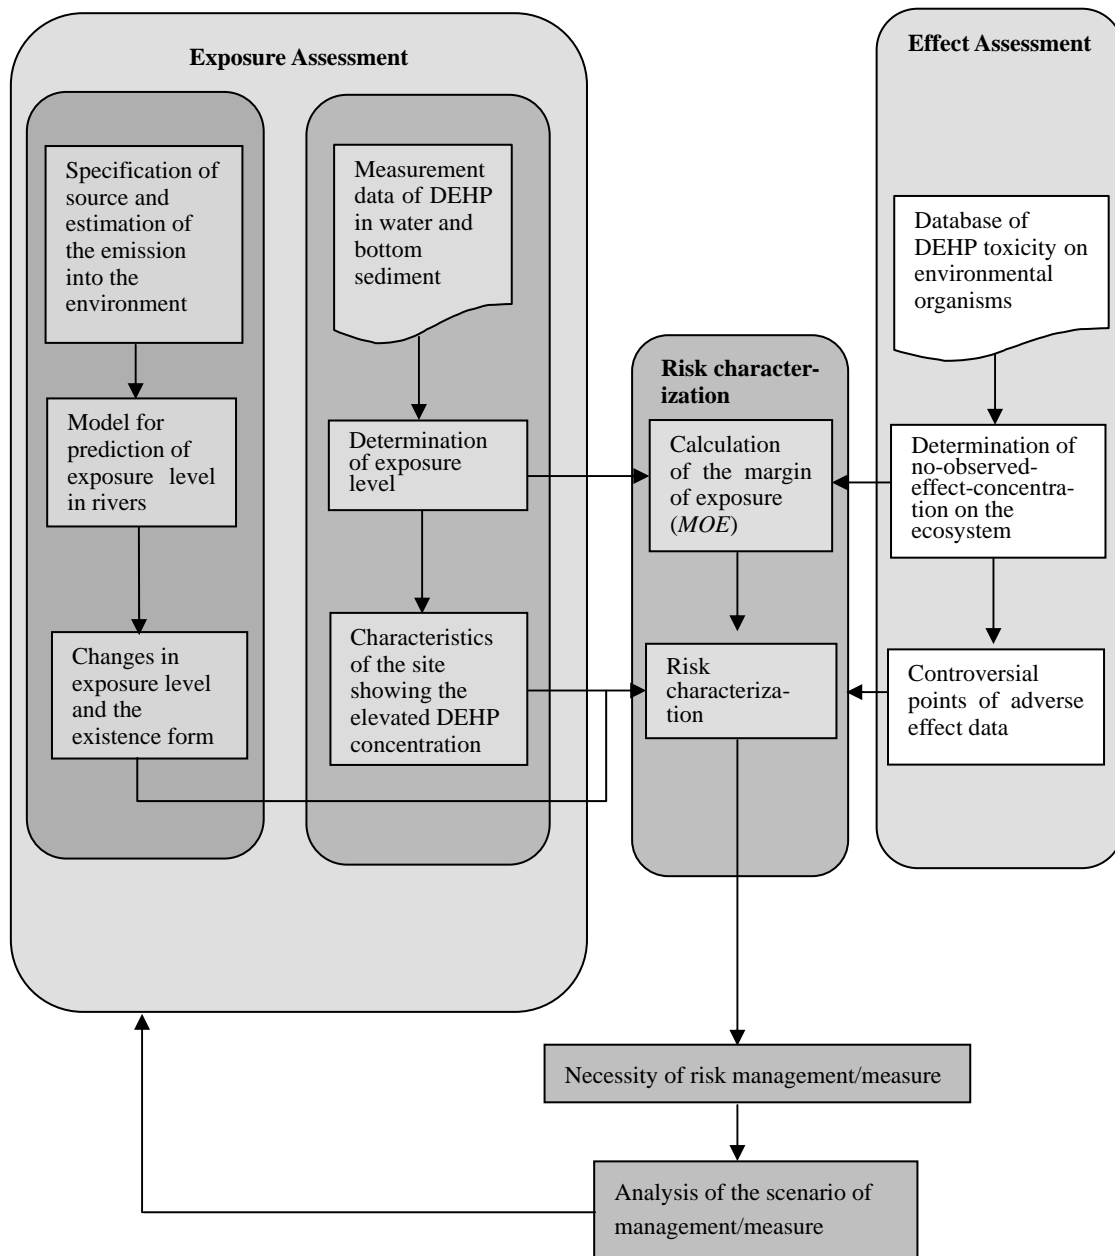 Exposure Assessment
Specification of
source and
estimation of
the emission
into the
environment
Model for
prediction of
exposure level
in rivers
Changes in
exposure level
and the
existence form
Measurement
data of DEHP
in water and
bottom
sediment
Determination
of exposure
level
Characteristics
of the site
showing the
elevated DEHP
concentration
Risk character-
ization
Calculation
of the margin
of exposure
(MOE)
Risk
characteriza-
tion
Effect Assessment
Database of
DEHP toxicity on
environmental
organisms
Determination of
no-observed-
effect-concentra-
tion on the
ecosystem
Controversial
points of adverse
effect data
Necessity of risk management/measure
Analysis of the scenario of
management/measure